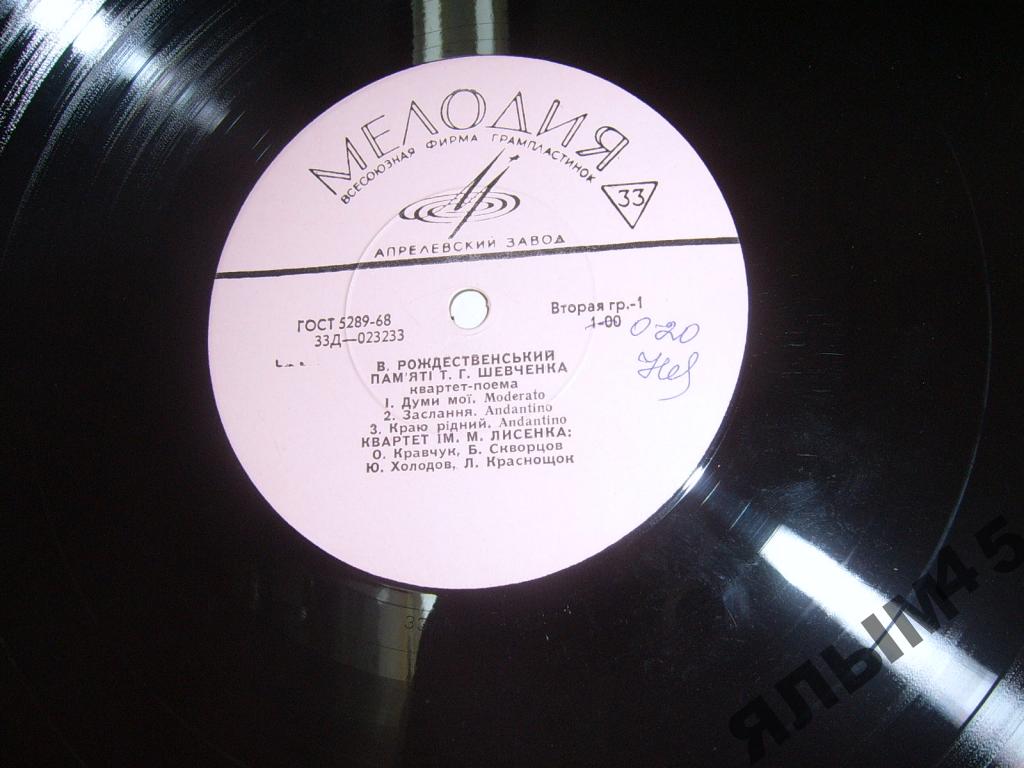 МЕЛОДИЯ
ВСЕСОЮЗНАЯ ФИРМА ГРАМПЛАСТИНОК
33
АПРЕЛЕВСКИЙ ЗАВОД
ГОСТ 5289-68
33Д—023233
Вторая гр.-1
1-00 0-20
В. РОЖДЕСТВЕНСЬКИЙ
ПАМ'ЯТІ Т. Г. ШЕВЧЕНКА
квартет-поема
1. Думи мої. Moderato
2. Заслання. Andantino
3. Краю рідний. Andantino
КВАРТЕТ ІМ. М. ЛИСЕНКА:
О. Кравчук, Б. Скворцов
Ю. Холодов, Л. Краснощок
33
ЯЛЫМ45